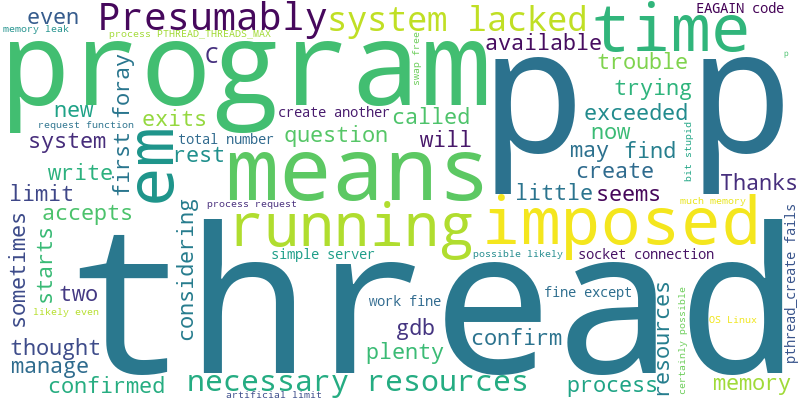 even
Presumably
system lacked
time
EAGAIN code
memory leak
process PTHREAD_THREADS_MAX
program
C
swap free
available
p p
trouble
new
first foray
exits
create another
called
trying
exceeded
request function
em
total number
question
will
now
bit stupid
system
rest
means
may
find
write
create
limit
little
seems
Thanks
accepts
process request
running
imposed
much memory
sometimes
starts
thread
considering
simple server
possible likely
socket connection
pthread_create fails
two
work fine
fine except
resources
certainly possible
likely even
gdb
confirm
OS Linux
thought
plenty
manage
confirmed
necessary resources
process
memory
artificial limit
p